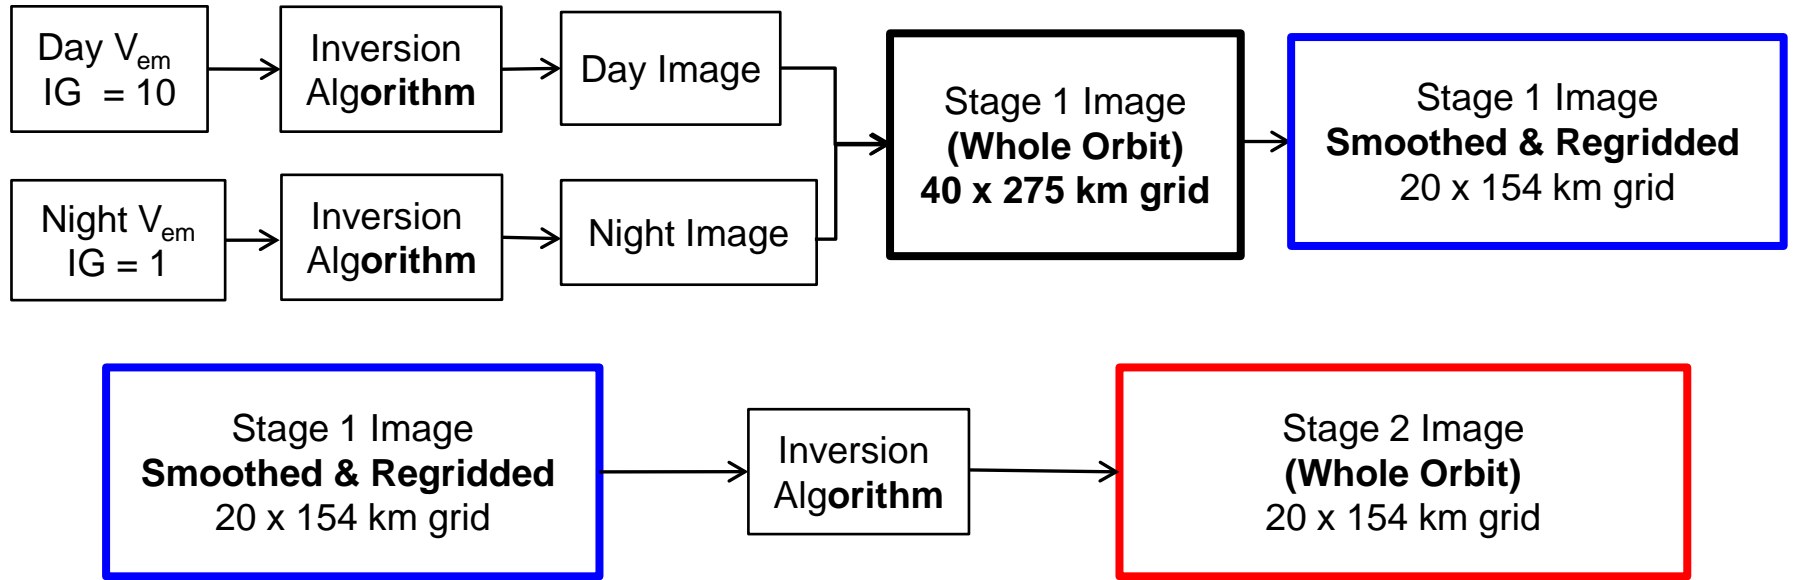 Day Vem
IG = 10
Inversion
Algorithm
Day Image
Stage 1 Image
(Whole Orbit)
40 x 275 km grid
Stage 1 Image
Smoothed & Regridded
20 x 154 km grid
Night Vem
IG = 1
Inversion
Algorithm
Night Image
Stage 1 Image
Smoothed & Regridded
20 x 154 km grid
Inversion
Algorithm
Stage 2 Image
(Whole Orbit)
20 x 154 km grid